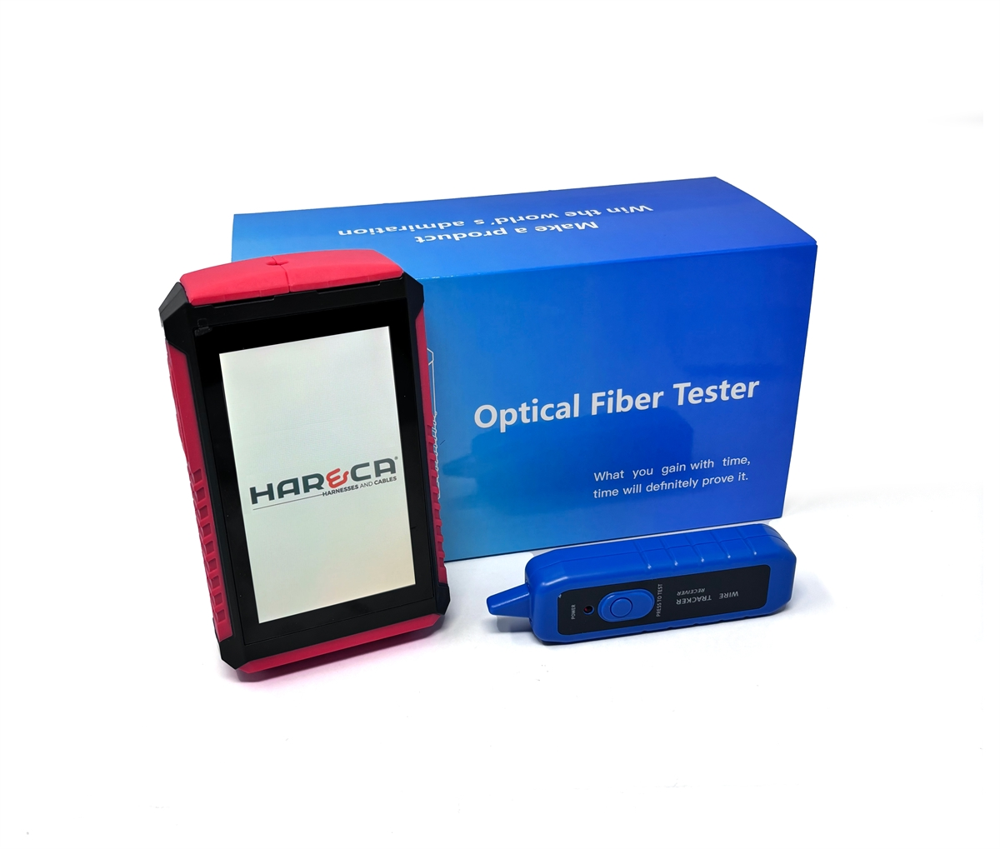 Make a product
Win the world's admiration
Optical Fiber Tester
What you gain with time,
time will definitely prove it.
HAR&CA®
HARNESSES AND CABLES
POWER
PRESS TO TEST
WIRE TRACKER
RECEIVER